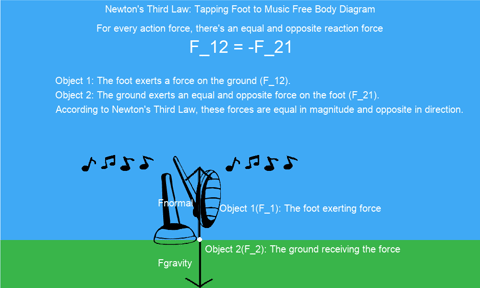 Newton's Third Law: Tapping Foot to Music Free Body Diagram
For every action force, there's an equal and opposite reaction force
F_12 = -F_21
Object 1: The foot exerts a force on the ground (F_12).
Object 2: The ground exerts an equal and opposite force on the foot (F_21).
According to Newton's Third Law, these forces are equal in magnitude and opposite in direction.
Fnormal
Object 1(F_1): The foot exerting force
Object 2(F_2): The ground receiving the force
Fgravity